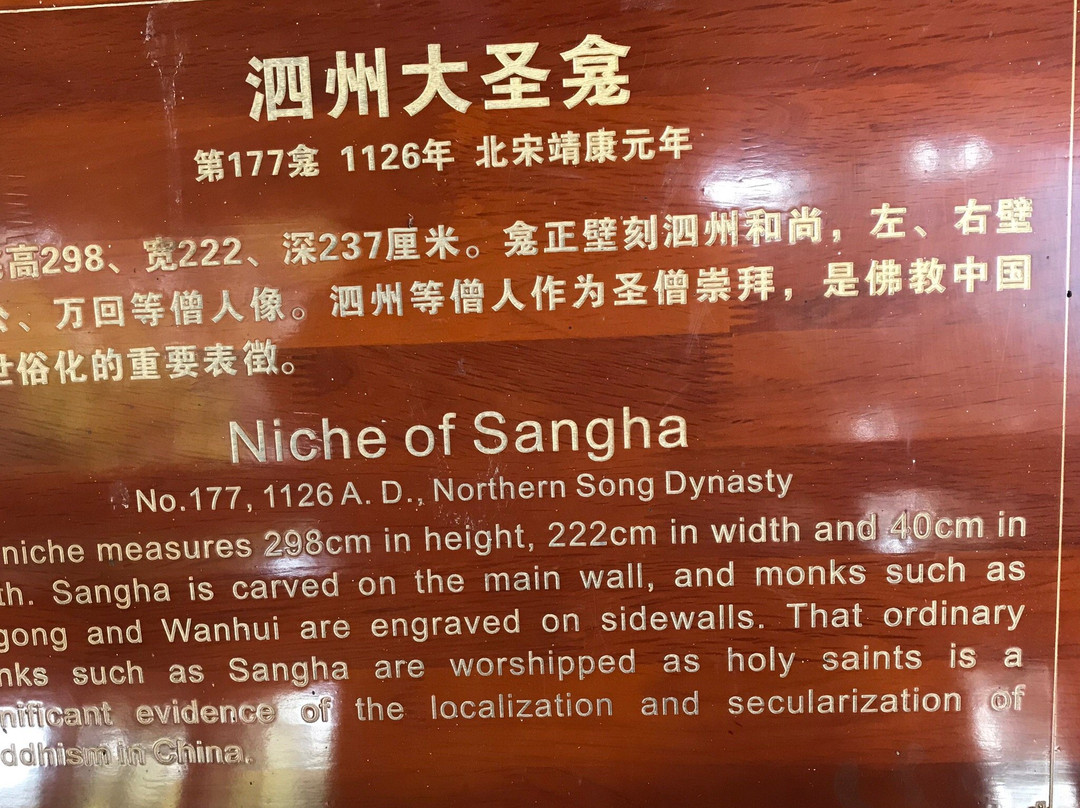 泗州大圣龛
第177龛 1126年 北宋靖康元年
高298、宽222、深237厘米。龛正壁刻泗州和尚，左、右壁
、万回等僧人像。泗州等僧人作为圣僧崇拜，是佛教中国
世俗化的重要表徵。
Niche of Sangha
No.177, 1126 A. D., Northern Song Dynasty
niche measures 298cm in height, 222cm in width and 40cm in
th. Sangha is carved on the main wall, and monks such as
gong and Wanhui are engraved on sidewalls. That ordinary
nks such as Sangha are worshipped as holy saints is a
nificant evidence of the localization and secularization of
ddhism in China.